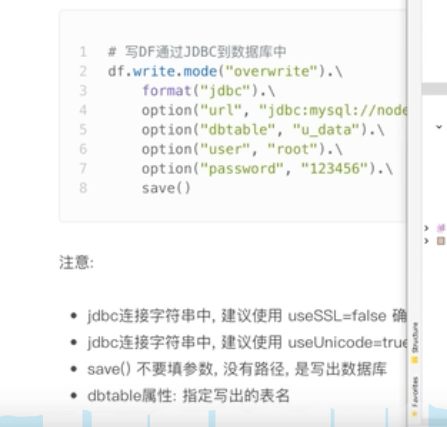 1 # 写DF通过JDBC到数据库中
2 df.write.mode("overwrite").\
3 format("jdbc").\
4 option("url", "jdbc:mysql://node
5 option("dbtable", "u_data").\
6 option("user", "root").\
7 option("password", "123456").\
8 save()
注意:
• jdbc连接字符串中, 建议使用 useSSL=false 确
• jdbc连接字符串中, 建议使用 useUnicode=true
• save() 不要填参数, 没有路径, 是写出数据库
• dbtable属性: 指定写出的表名
Structure
Favorites